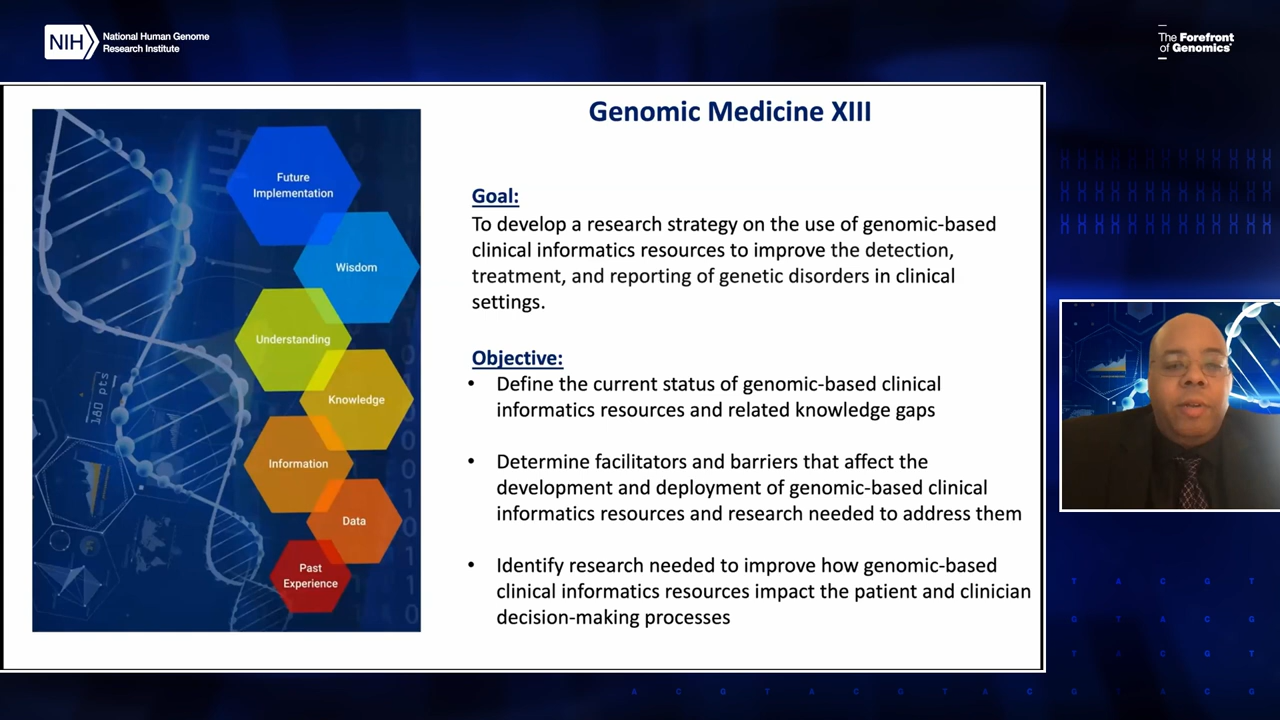 NIH
National Human Genome
Research Institute
The Forefront
of Genomics®
Genomic Medicine XIII
Future
Implementation
Wisdom
Understanding
Knowledge
Information
Data
Past
Experience
180 pts
Goal:
To develop a research strategy on the use of genomic-based
clinical informatics resources to improve the detection,
treatment, and reporting of genetic disorders in clinical
settings.
Objective:
• Define the current status of genomic-based clinical
informatics resources and related knowledge gaps
• Determine facilitators and barriers that affect the
development and deployment of genomic-based clinical
informatics resources and research needed to address them
• Identify research needed to improve how genomic-based
clinical informatics resources impact the patient and clinician
decision-making processes
T A C G T
G T A C G
T A C G T
A C G T A C G T A C G T A C G